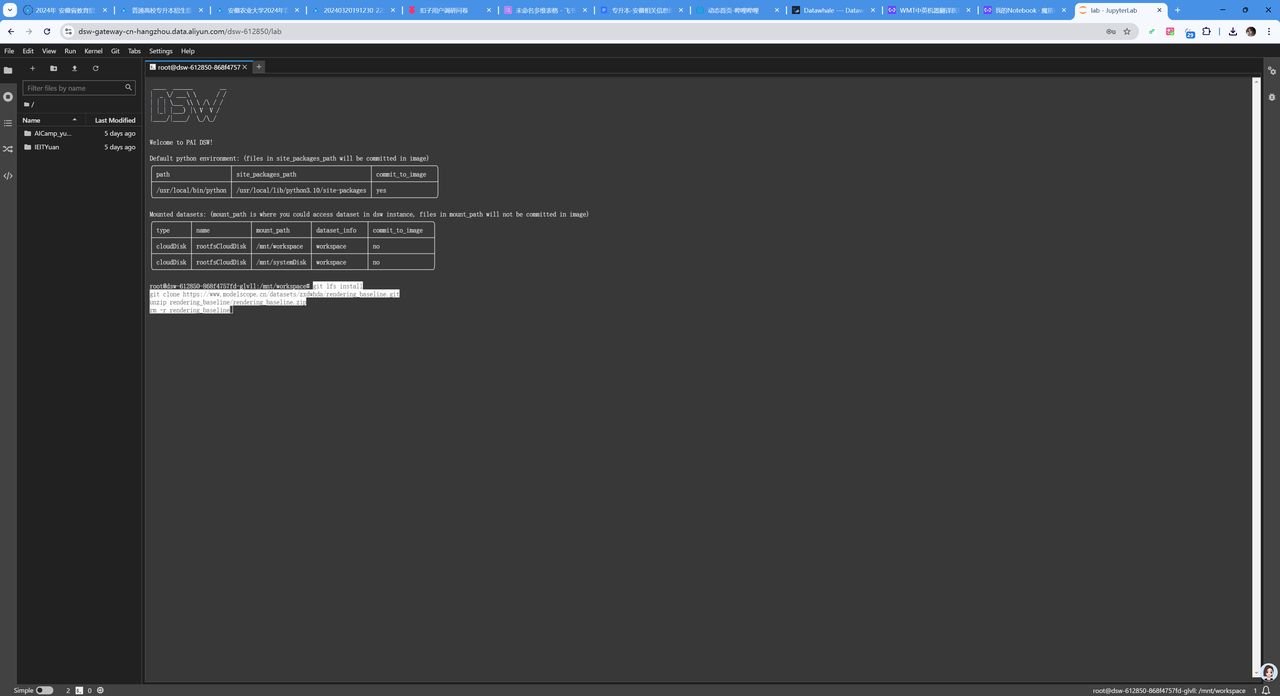 2024年 安徽省教育
普通高校专升本招生
安徽农业大学2024年
20240320191230_22
扣子用户调研问卷
未命名多维表格 - 飞书
专升本-安徽相关信息
动态首页-哔哩哔哩
Datawhale --- Data
WMT中英机器翻译
我的Notebook · 魔搭
lab - JupyterLab
dsw-gateway-cn-hangzhou.data.aliyun.com/dsw-612850/lab
29
File Edit View Run Kernel Git Tabs Settings Help
root@dsw-612850-868f4757
Filter files by name
/
Name Last Modified
AICamp_yu... 5 days ago
IEITYuan 5 days ago
Welcome to PAI DSW!
Default python environment: (files in site_packages_path will be committed in image)
path site_packages_path commit_to_image
/usr/local/bin/python /usr/local/lib/python3.10/site-packages yes
Mounted datasets: (mount_path is where you could access dataset in dsw instance, files in mount_path will not be committed in image)
type name mount_path dataset_info commit_to_image
cloudDisk rootfsCloudDisk /mnt/workspace workspace no
cloudDisk rootfsCloudDisk /mnt/systemDisk workspace no
root@dsw-612850-868f4757fd-glvll:/mnt/workspace# git lfs install
git clone https://www.modelscope.cn/datasets/zxdwhda/rendering_baseline.git
unzip rendering_baseline/rendering_baseline.zip
rm -r rendering_baseline
Simple 2 0 root@dsw-612850-868f4757fd-glvll: /mnt/workspace 1